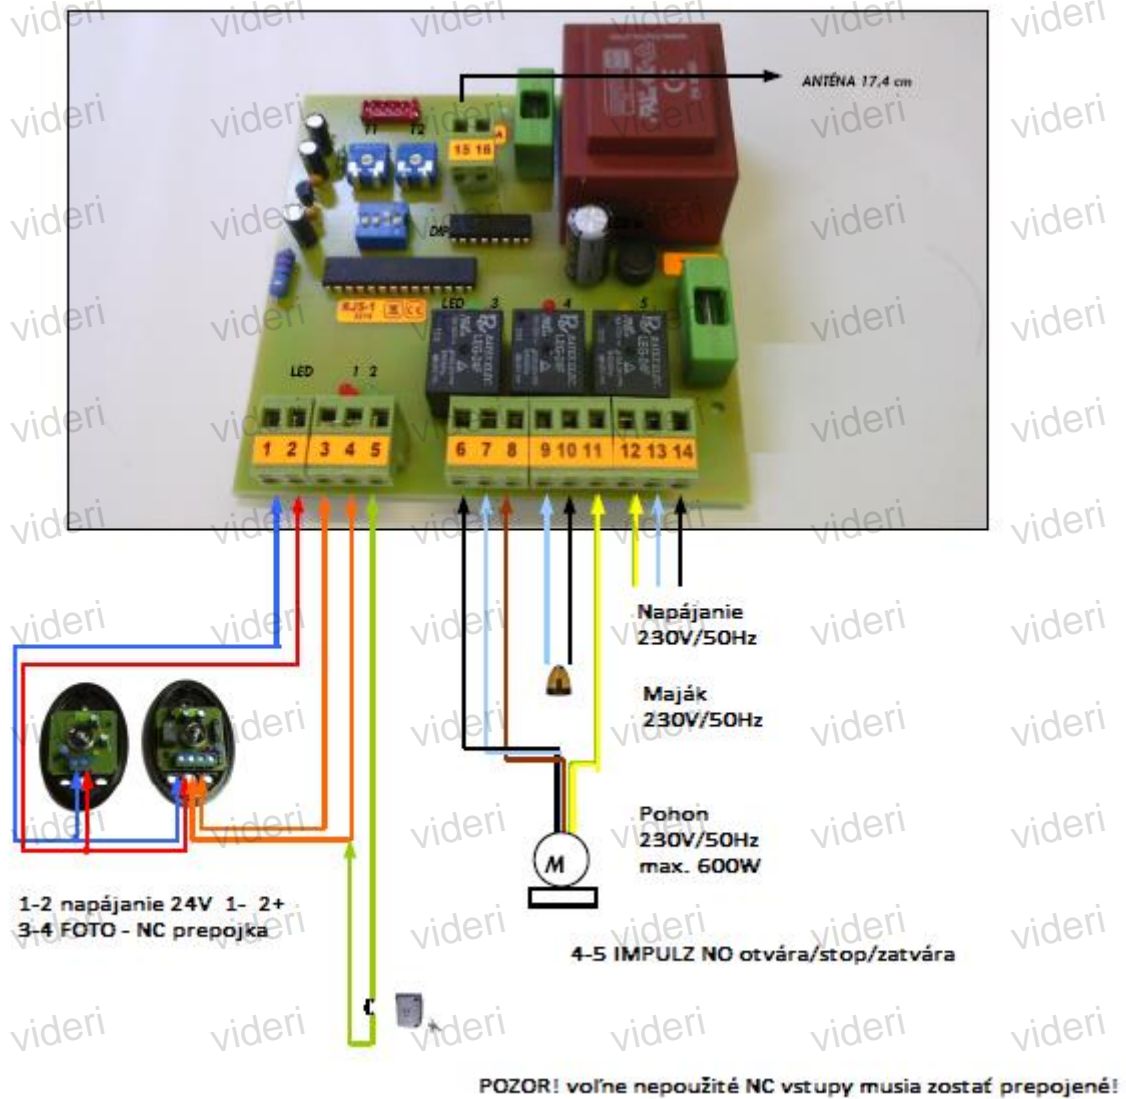 ANTÉNA 17,4 cm
T1 T2
15 16
A
DIP
RJS-1
LED 3 4 5
LED 1 2
1 2 3 4 5 6 7 8 9 10 11 12 13 14
Napájanie
230V/50Hz
Maják
230V/50Hz
Pohon
230V/50Hz
max. 600W
M
1-2 napájanie 24V 1- 2+
3-4 FOTO - NC prepojka
4-5 IMPULZ NO otvára/stop/zatvára
POZOR! voľne nepoužité NC vstupy musia zostať prepojené!
videri